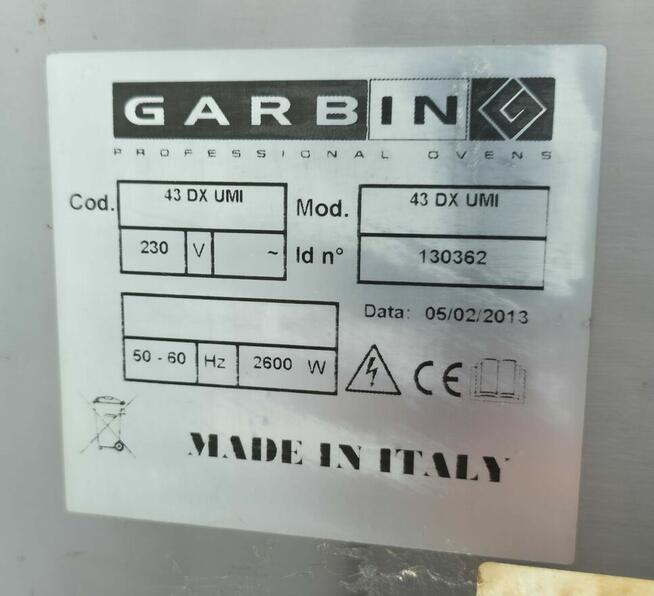 GARBIN
PROFESSIONAL OVENS
Cod. 43 DX UMI Mod. 43 DX UMI
230 V ~ Id n° 130362
Data: 05/02/2013
50 - 60 Hz 2600 W CE
MADE IN ITALY